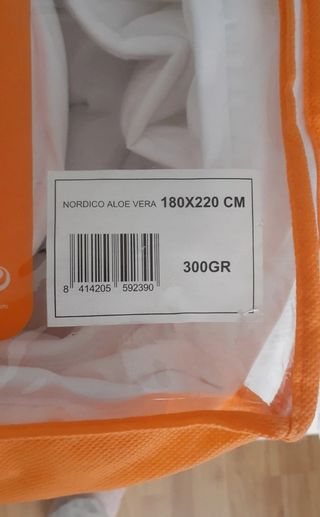 NORDICO ALOE VERA 180X220 CM
300GR
8 414205 592390